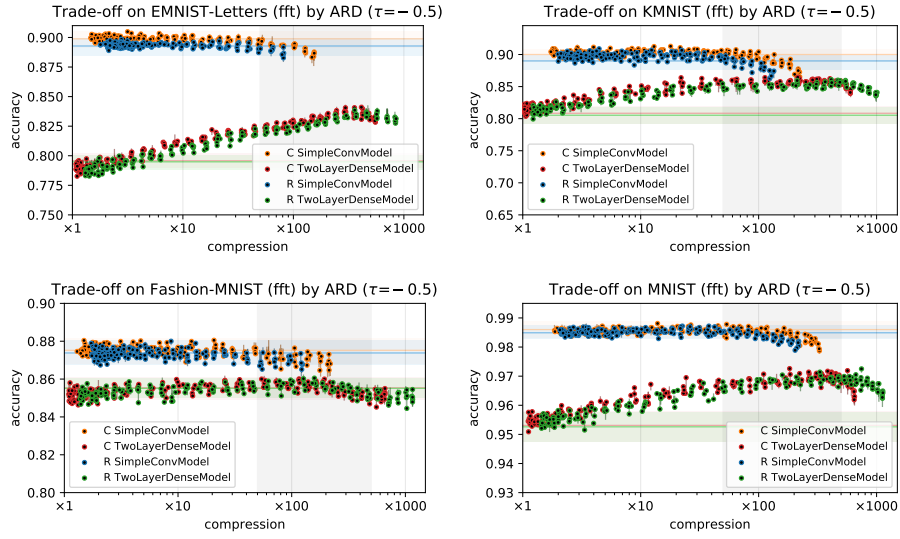 Trade-off on EMNIST-Letters (fft) by ARD (τ=−0.5)
0.900
0.875
0.850
0.825
0.800
0.775
0.750
accuracy
C SimpleConvModel
C TwoLayerDenseModel
R SimpleConvModel
R TwoLayerDenseModel
×1 ×10 ×100 ×1000
compression
Trade-off on KMNIST (fft) by ARD (τ=−0.5)
0.90
0.85
0.80
0.75
0.70
0.65
accuracy
C SimpleConvModel
C TwoLayerDenseModel
R SimpleConvModel
R TwoLayerDenseModel
×1 ×10 ×100 ×1000
compression
Trade-off on Fashion-MNIST (fft) by ARD (τ=−0.5)
0.90
0.88
0.86
0.84
0.82
0.80
accuracy
C SimpleConvModel
C TwoLayerDenseModel
R SimpleConvModel
R TwoLayerDenseModel
×1 ×10 ×100 ×1000
compression
Trade-off on MNIST (fft) by ARD (τ=−0.5)
0.99
0.98
0.97
0.96
0.95
0.94
0.93
accuracy
C SimpleConvModel
C TwoLayerDenseModel
R SimpleConvModel
R TwoLayerDenseModel
×1 ×10 ×100 ×1000
compression